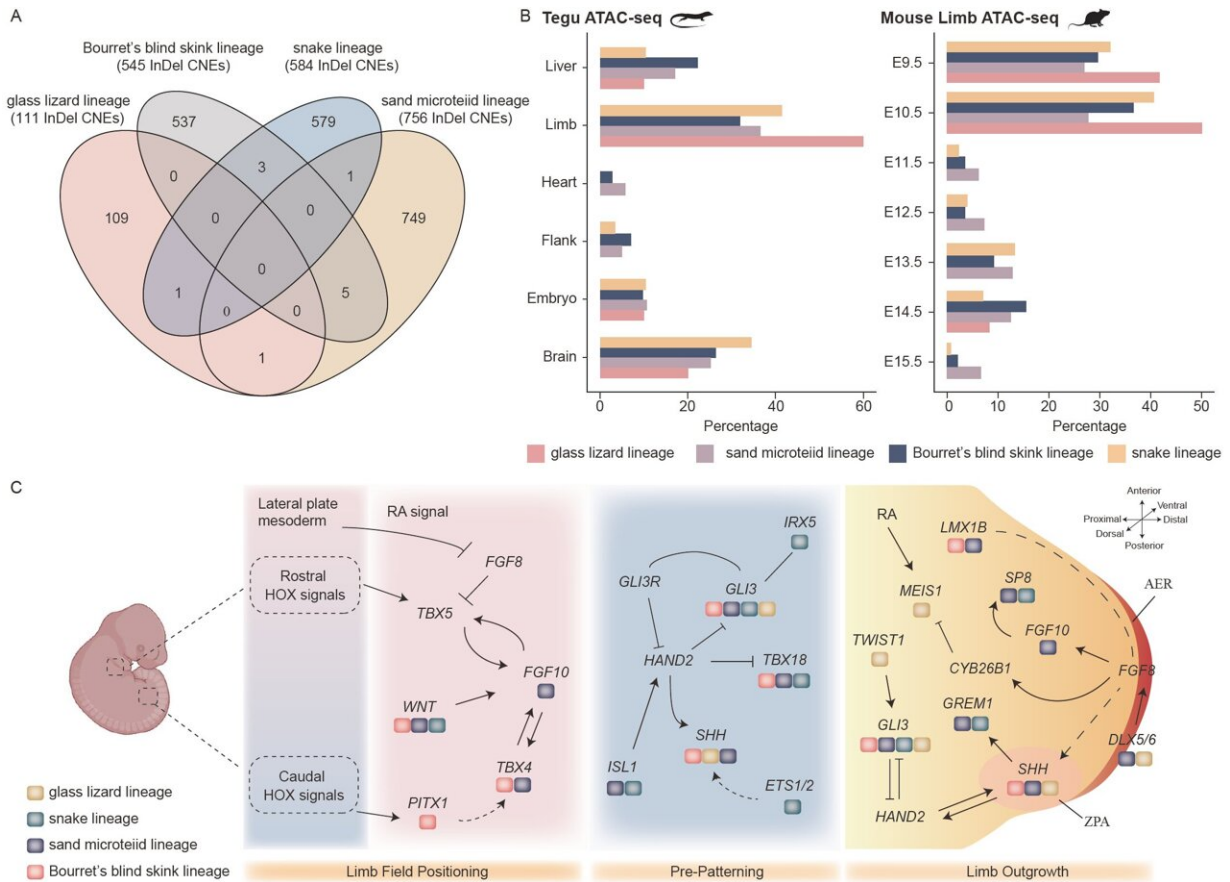 A
Bourret's blind skink lineage
(545 InDel CNEs)
snake lineage
(584 InDel CNEs)
glass lizard lineage
(111 InDel CNEs)
sand microteiid lineage
(756 InDel CNEs)
537
579
0
3
1
109
0
0
749
0
1
0
0
5
1
B
Tegu ATAC-seq
Liver
Limb
Heart
Flank
Embryo
Brain
0
20
40
60
Percentage
Mouse Limb ATAC-seq
E9.5
E10.5
E11.5
E12.5
E13.5
E14.5
E15.5
0
10
20
30
40
50
Percentage
glass lizard lineage
sand microteiid lineage
Bourret's blind skink lineage
snake lineage
C
Lateral plate
mesoderm
Rostral
HOX signals
Caudal
HOX signals
RA signal
FGF8
TBX5
FGF10
WNT
TBX4
PITX1
Limb Field Positioning
IRX5
GLI3R
GLI3
HAND2
TBX18
SHH
ISL1
ETS1/2
Pre-Patterning
RA
LMX1B
MEIS1
SP8
TWIST1
FGF10
CYB26B1
FGF8
GREM1
GLI3
DLX5/6
SHH
HAND2
AER
ZPA
Limb Outgrowth
Anterior
Ventral
Proximal
Distal
Dorsal
Posterior
glass lizard lineage
snake lineage
sand microteiid lineage
Bourret's blind skink lineage